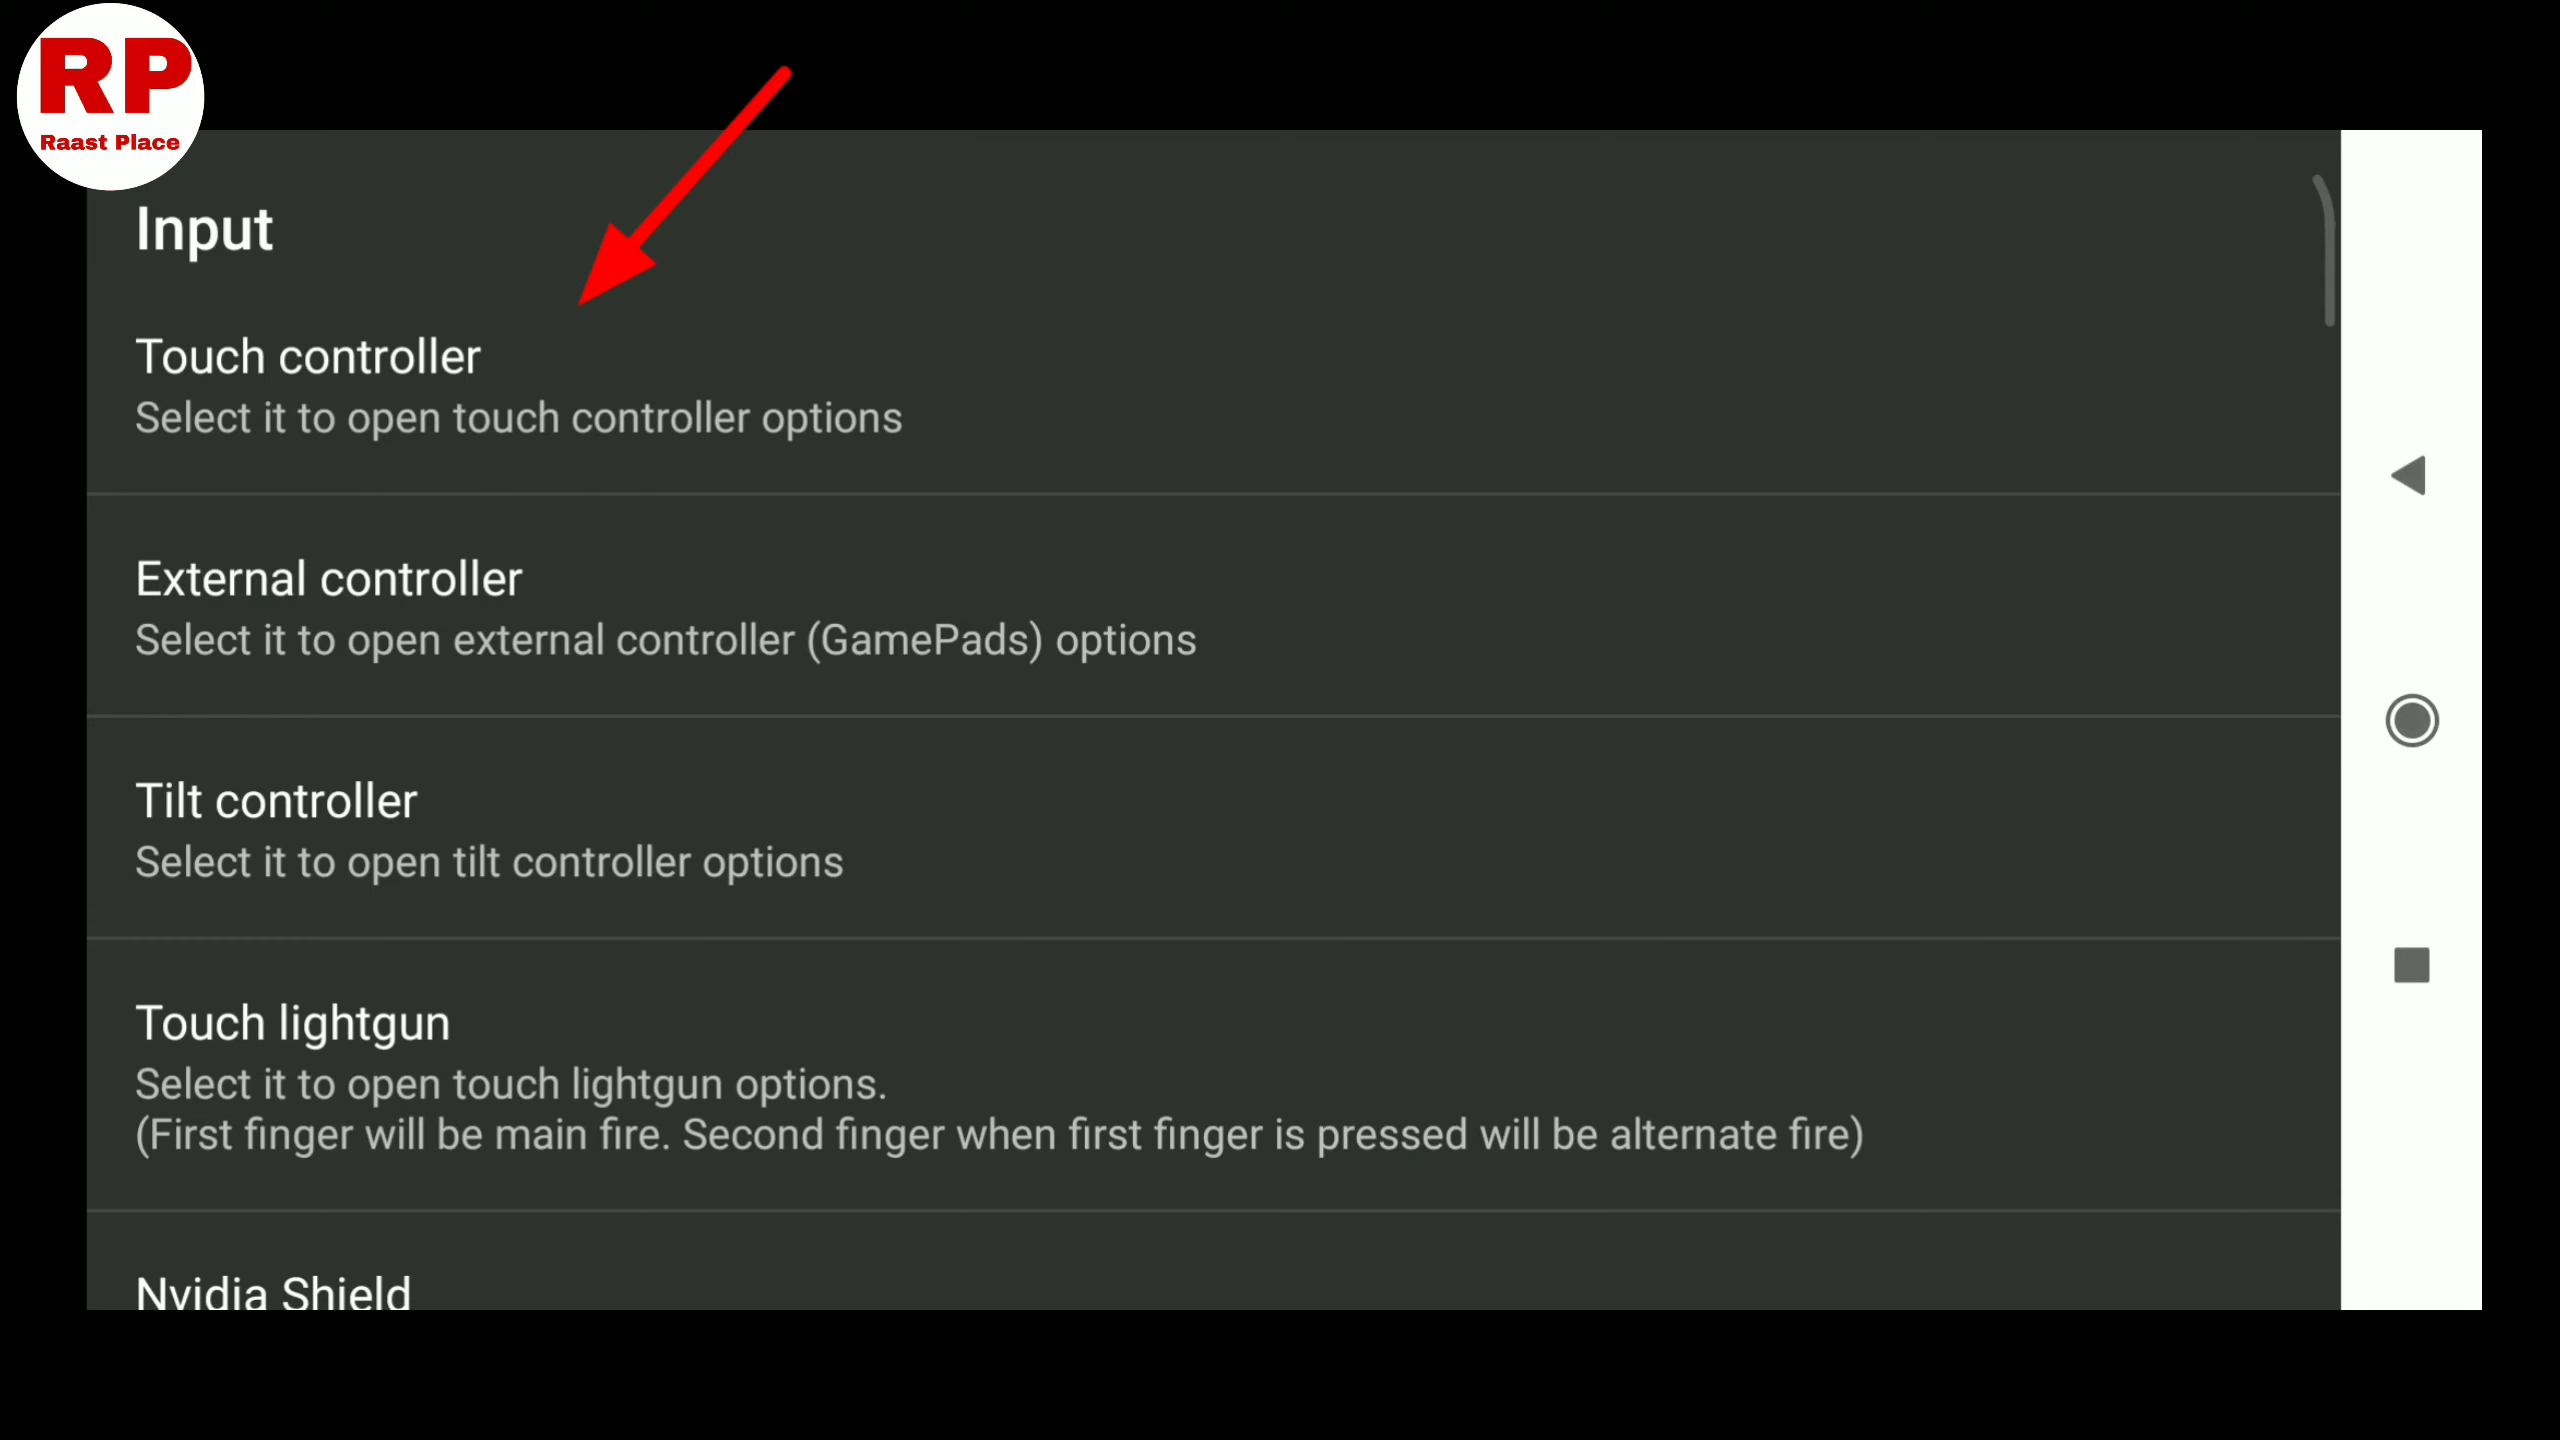 RP
Raast Place
Input
Touch controller
Select it to open touch controller options
External controller
Select it to open external controller (GamePads) options
Tilt controller
Select it to open tilt controller options
Touch lightgun
Select it to open touch lightgun options.
(First finger will be main fire. Second finger when first finger is pressed will be alternate fire)
Nvidia Shield